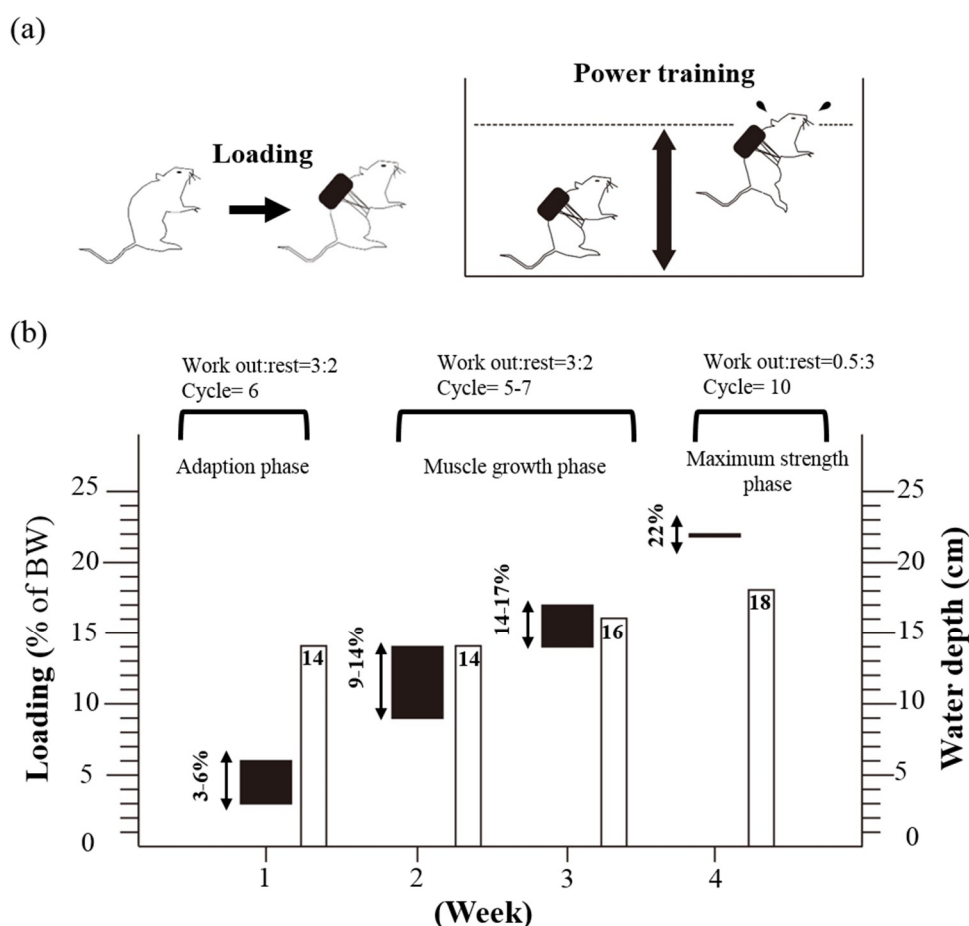 (a)
Power training
Loading
(b)
Work out:rest=3:2
Cycle= 6
Work out:rest=3:2
Cycle= 5-7
Work out:rest=0.5:3
Cycle= 10
Adaption phase
Muscle growth phase
Maximum strength
phase
Loading (% of BW)
25
20
15
10
5
0
3-6%
14
9-14%
14
14-17%
16
22%
18
25
20
15
10
5
0
Water depth (cm)
1
2
3
4
(Week)